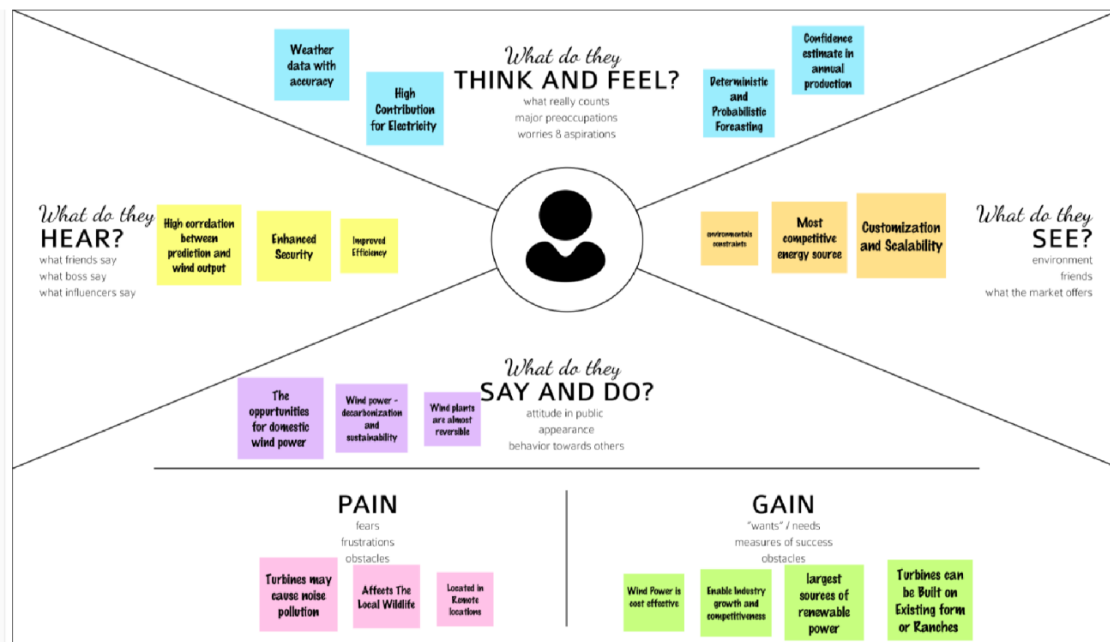 What do they
THINK AND FEEL?
what really counts
major preoccupations
worries & aspirations
Weather
data with
accuracy
High
Contribution
for Electricity
Deterministic
and
Probabilistic
Forecasting
Confidence
estimate in
annual
production
What do they
HEAR?
what friends say
what boss say
what influencers say
High corrdation
between
prediction and
wind output
Enhanced
Security
Improved
Efficiency
environmentals
constraints
Most
competitive
energy source
Customization
and Scalability
What do they
SEE?
environment
friends
what the market offers
What do they
SAY AND DO?
attitude in public
appearance
behavior towards others
The
oppurtunities
for domestic
wind power
Wind power -
decarbonization
and
sustainability
Wind plants
are almost
reversible
PAIN
fears
frustrations
obstacles
Turbines may
cause noise
pollution
Affects The
Local Wildlife
Located in
Remote
locations
GAIN
"wants" / needs
measures of success
obstacles
Wind Power is
cost effective
Enable Industry
growth and
competitiveness
largest
sources of
renewable
power
Turbines can
be Built on
Existing form
or Ranches